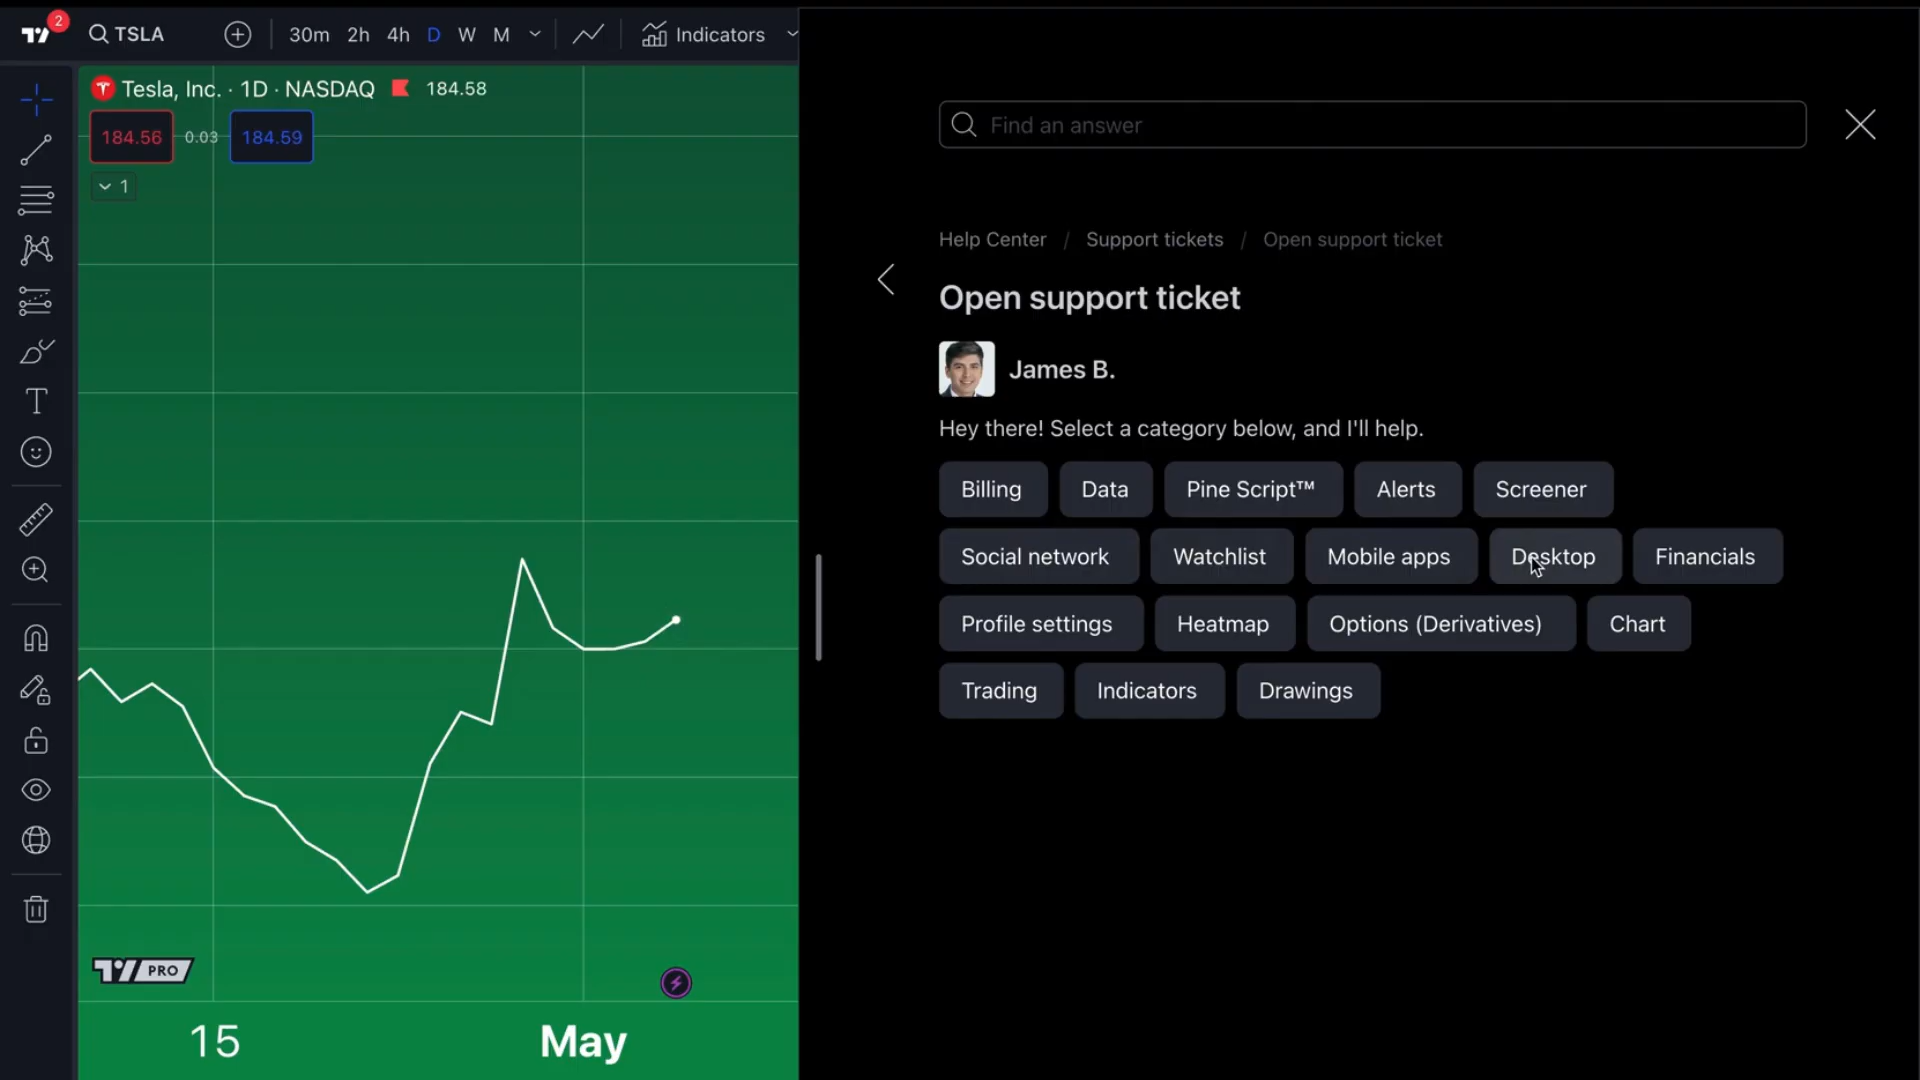 2
TSLA
30m 2h 4h D W M
Indicators
Tesla, Inc. · 1D · NASDAQ 184.58
184.56 0.03 184.59
1
PRO
15 May
Find an answer
Help Center / Support tickets / Open support ticket
Open support ticket
James B.
Hey there! Select a category below, and I'll help.
Billing Data Pine Script™ Alerts Screener
Social network Watchlist Mobile apps Desktop Financials
Profile settings Heatmap Options (Derivatives) Chart
Trading Indicators Drawings